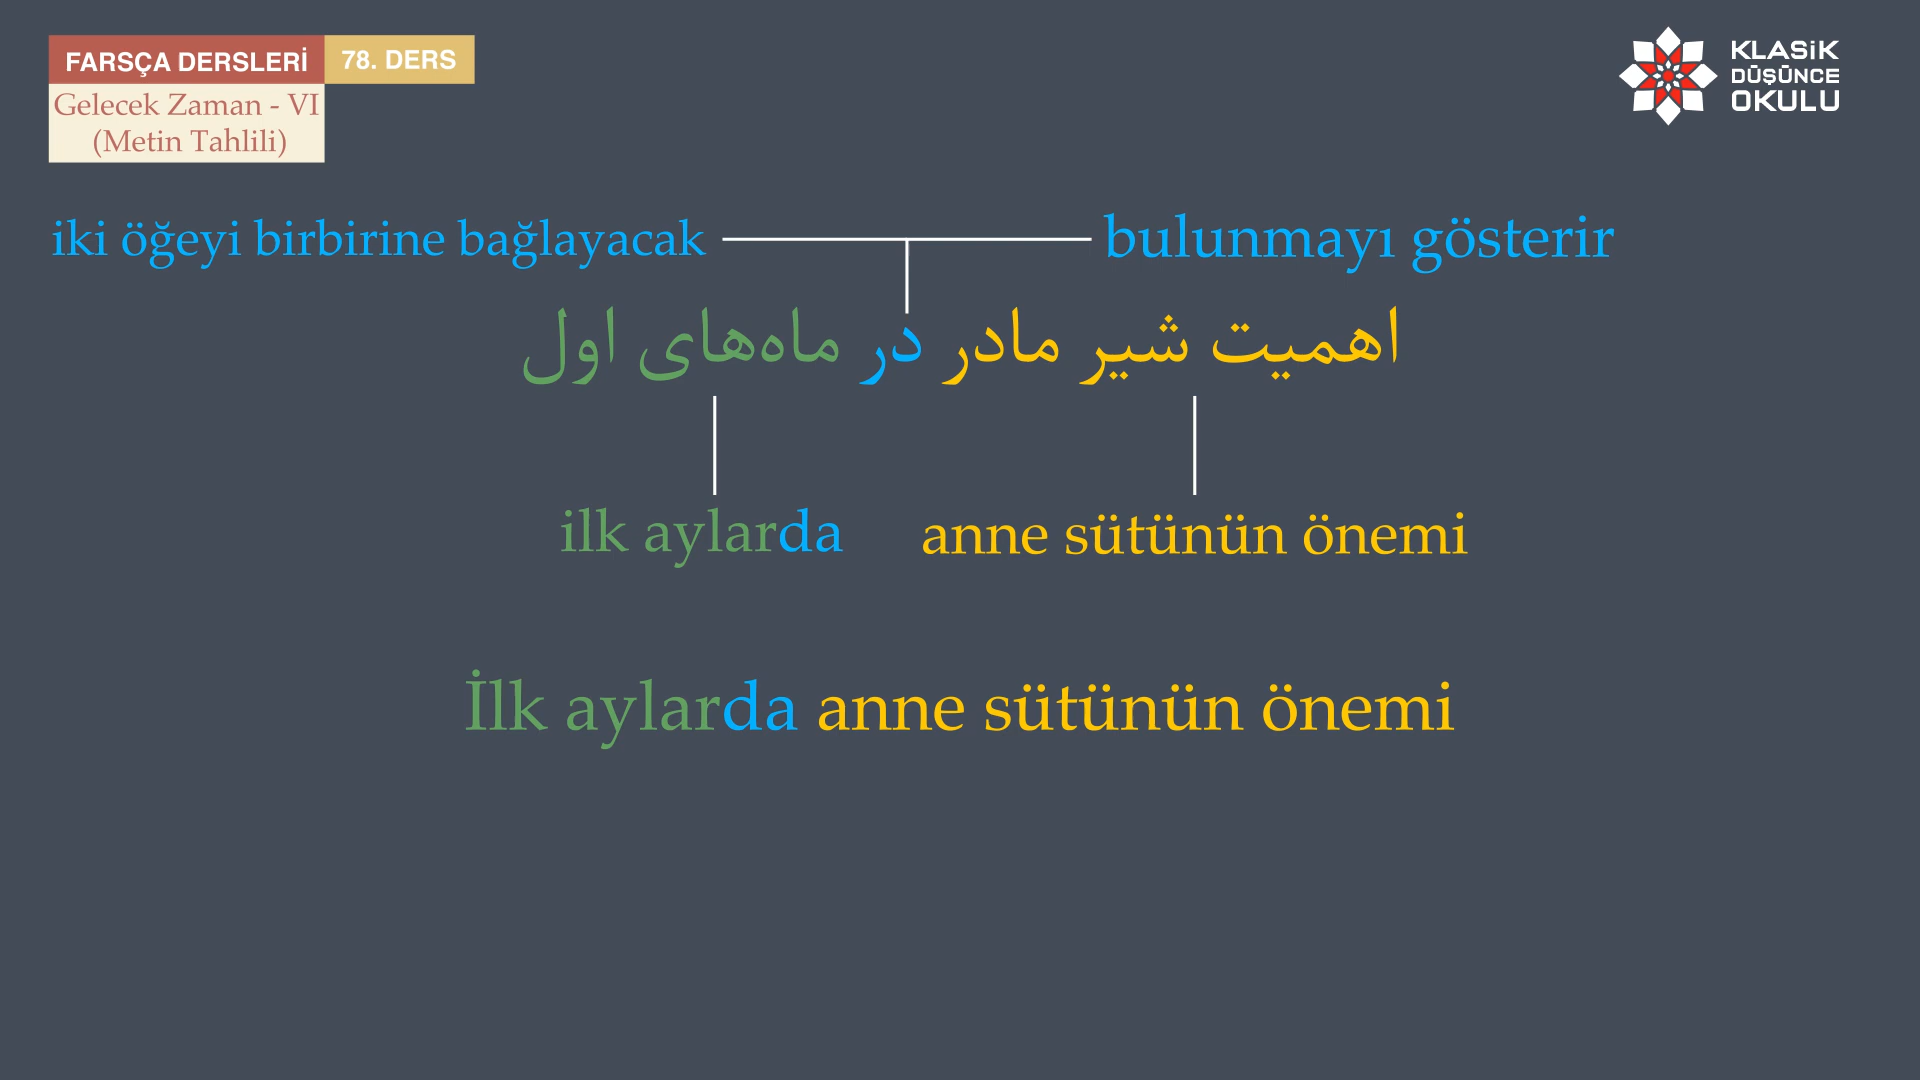 FARSÇA DERSLERİ 78. DERS
Gelecek Zaman - VI
(Metin Tahlili)
KLASiK
DÜŞÜNCE
OKULU
iki öğeyi birbirine bağlayacak bulunmayı gösterir
اهمیت شیر مادر در ماه‌های اول
ilk aylarda anne sütünün önemi
İlk aylarda anne sütünün önemi